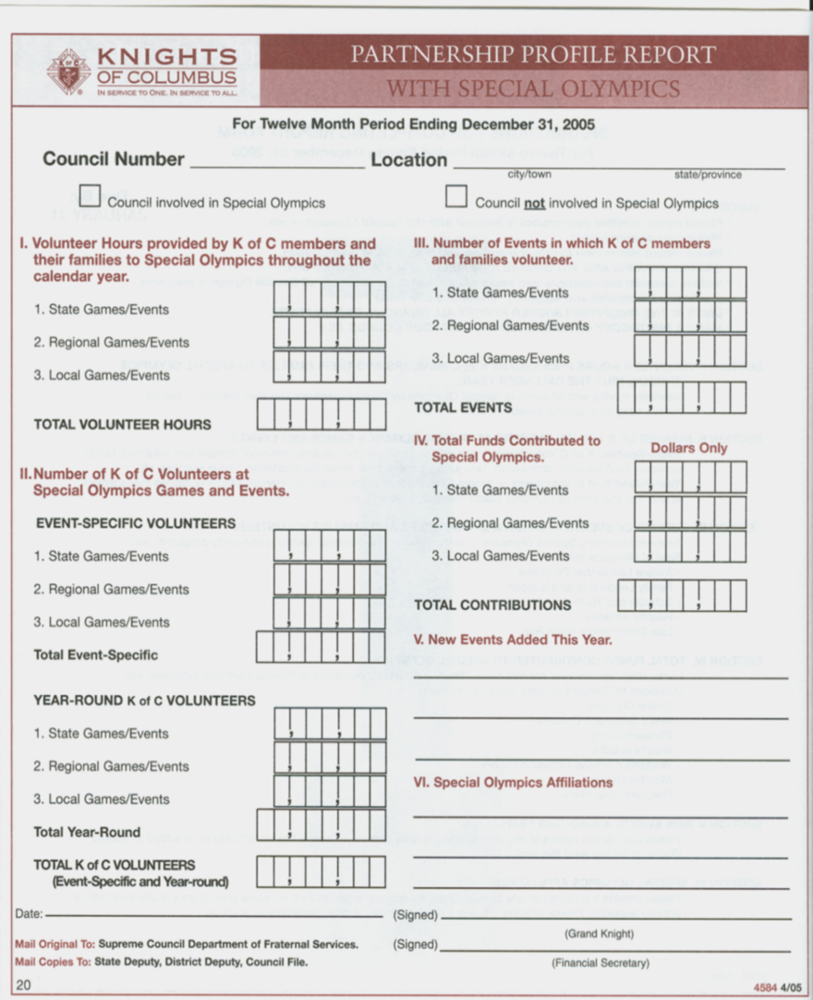 KNIGHTS
OF COLUMBUS
IN SERVICE TO ONE. IN SERVICE TO ALL.
K of C
®
PARTNERSHIP PROFILE REPORT
WITH SPECIAL OLYMPICS
For Twelve Month Period Ending December 31, 2005
Council Number Location
city/town state/province
Council involved in Special Olympics
Council not involved in Special Olympics
I. Volunteer Hours provided by K of C members and
their families to Special Olympics throughout the
calendar year.
1. State Games/Events
2. Regional Games/Events
3. Local Games/Events
TOTAL VOLUNTEER HOURS
II. Number of K of C Volunteers at
Special Olympics Games and Events.
EVENT-SPECIFIC VOLUNTEERS
1. State Games/Events
2. Regional Games/Events
3. Local Games/Events
Total Event-Specific
YEAR-ROUND K of C VOLUNTEERS
1. State Games/Events
2. Regional Games/Events
3. Local Games/Events
Total Year-Round
TOTAL K of C VOLUNTEERS
(Event-Specific and Year-round)
III. Number of Events in which K of C members
and families volunteer.
1. State Games/Events
2. Regional Games/Events
3. Local Games/Events
TOTAL EVENTS
IV. Total Funds Contributed to
Special Olympics.
Dollars Only
1. State Games/Events
2. Regional Games/Events
3. Local Games/Events
TOTAL CONTRIBUTIONS
V. New Events Added This Year.
VI. Special Olympics Affiliations
Date: (Signed)
(Grand Knight)
Mail Original To: Supreme Council Department of Fraternal Services. (Signed)
Mail Copies To: State Deputy, District Deputy, Council File. (Financial Secretary)
20 4584 4/05